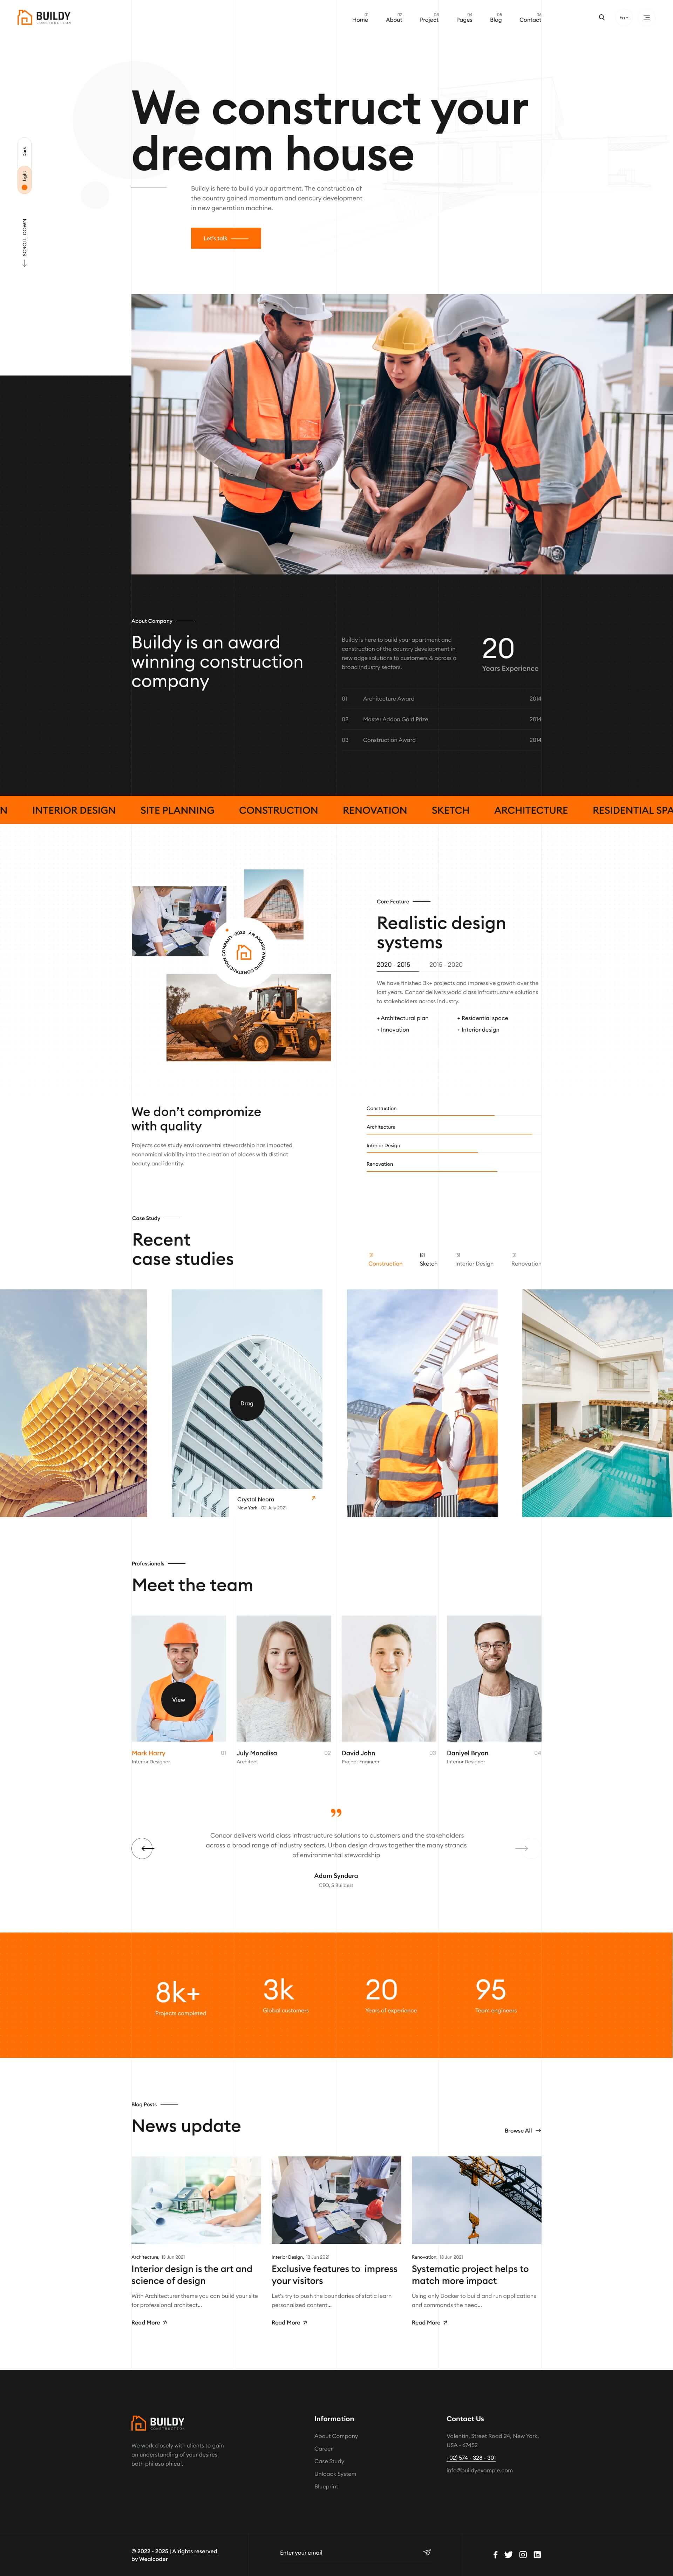 BUILDY
CONSTRUCTION
01
Home
02
About
03
Project
04
Pages
05
Blog
06
Contact
En
Dark
Light
SCROLL DOWN
We construct your
dream house
Buildy is here to build your apartment. The construction of
the country gained momentum and cencury development
in new generation machine.
Let's talk
About Company
Buildy is an award
winning construction
company
Buildy is here to build your apartment and
construction of the country development in
new adge solutions to customers & across a
broad industry sectors.
20
Years Experience
01 Architecture Award 2014
02 Master Addon Gold Prize 2014
03 Construction Award 2014
N INTERIOR DESIGN SITE PLANNING CONSTRUCTION RENOVATION SKETCH ARCHITECTURE RESIDENTIAL SPA
AN AWARD WINNING CONSTRUCTION COMPANY -2022
Core Feature
Realistic design
systems
2020 - 2015 2015 - 2020
We have finished 3k+ projects and impressive growth over the
last years. Concor delivers world class infrastructure solutions
to stakeholders across industry.
+ Architectural plan + Residential space
+ Innovation + Interior design
We don't compromize
with quality
Projects case study environmental stewardship has impacted
economical viability into the creation of places with distinct
beauty and identity.
Construction
Architecture
Interior Design
Renovation
Case Study
Recent
case studies
Construction
Sketch
Interior Design
Renovation
Drag
Crystal Neora
New York - 02 July 2021
Professionals
Meet the team
View
Mark Harry 01
Interior Designer
July Monalisa 02
Architect
David John 03
Project Engineer
Daniyel Bryan 04
Interior Designer
Concor delivers world class infrastructure solutions to customers and the stakeholders
across a broad range of industry sectors. Urban design draws together the many strands
of environmental stewardship
Adam Syndera
CEO, 3 Builders
8k+
Projects completed
3k
Global customers
20
Years of experience
95
Team engineers
Blog Posts
News update
Browse All
Architecture, 13 Jun 2021
Interior design is the art and
science of design
With Architecturer theme you can build your site
for professional architect...
Read More
Interior Design, 13 Jun 2021
Exclusive features to impress
your visitors
Let's try to push the boundaries of static learn
personalized content...
Read More
Renovation, 13 Jun 2021
Systematic project helps to
match more impact
Using only Docker to build and run applications
and commands the need...
Read More
BUILDY
CONSTRUCTION
We work closely with clients to gain
an understanding of your desires
both philoso phical.
Information
About Company
Career
Case Study
Unloock System
Blueprint
Contact Us
Valentin, Street Road 24, New York,
USA - 67452
+02) 574 - 328 - 301
info@buildyexample.com
© 2022 - 2025 | Alrights reserved
by Wealcoder
Enter your email